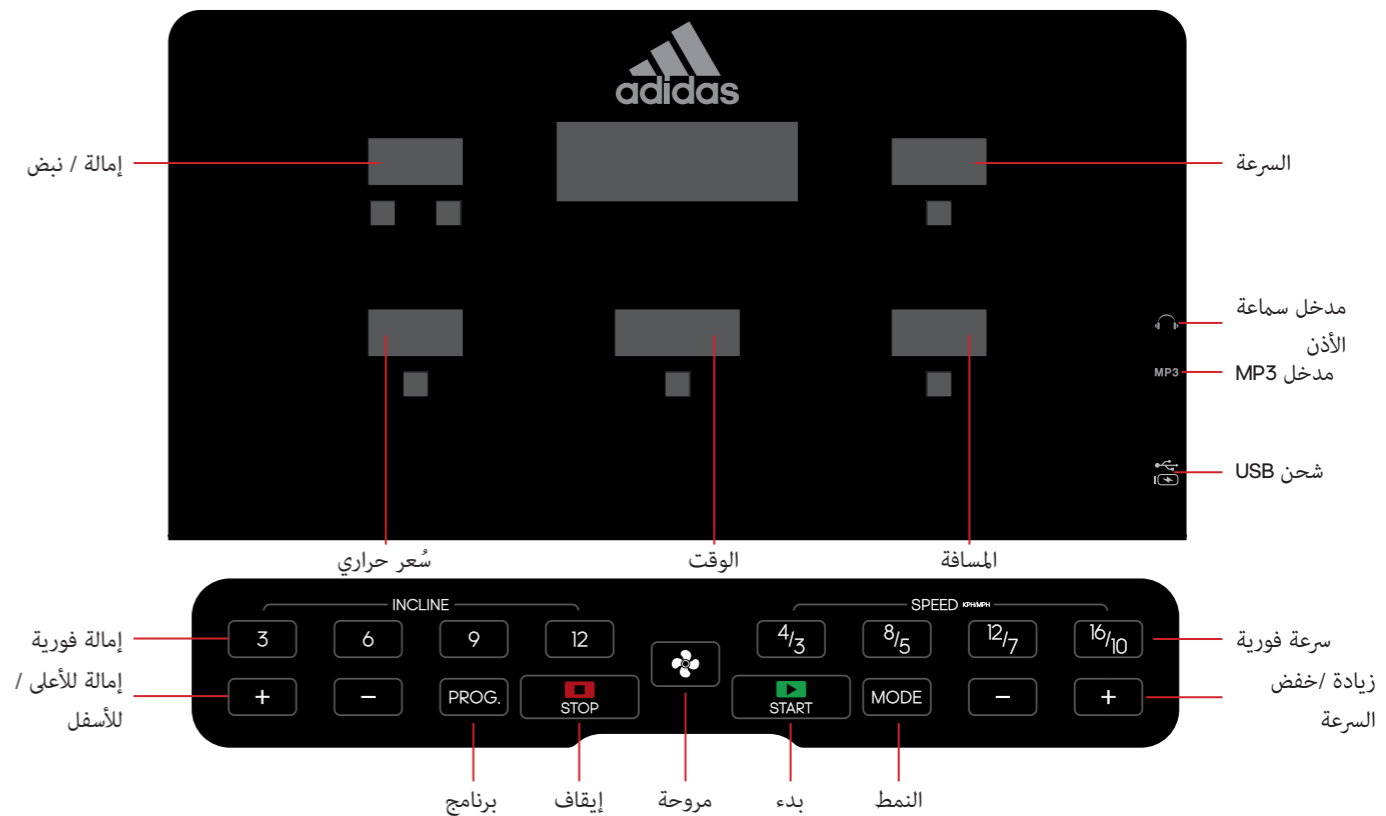 adidas
إمالة / نبض
السرعة
مدخل سماعة
الأذن
MP3
مدخل MP3
شحن USB
سُعر حراري
الوقت
المسافة
INCLINE
SPEED KPH/MPH
إمالة فورية
3
6
9
12
4/3
8/5
12/7
16/10
سرعة فورية
إمالة للأعلى /
للأسفل
+
−
PROG.
STOP
START
MODE
−
+
زيادة /خفض
السرعة
برنامج
إيقاف
مروحة
بدء
النمط